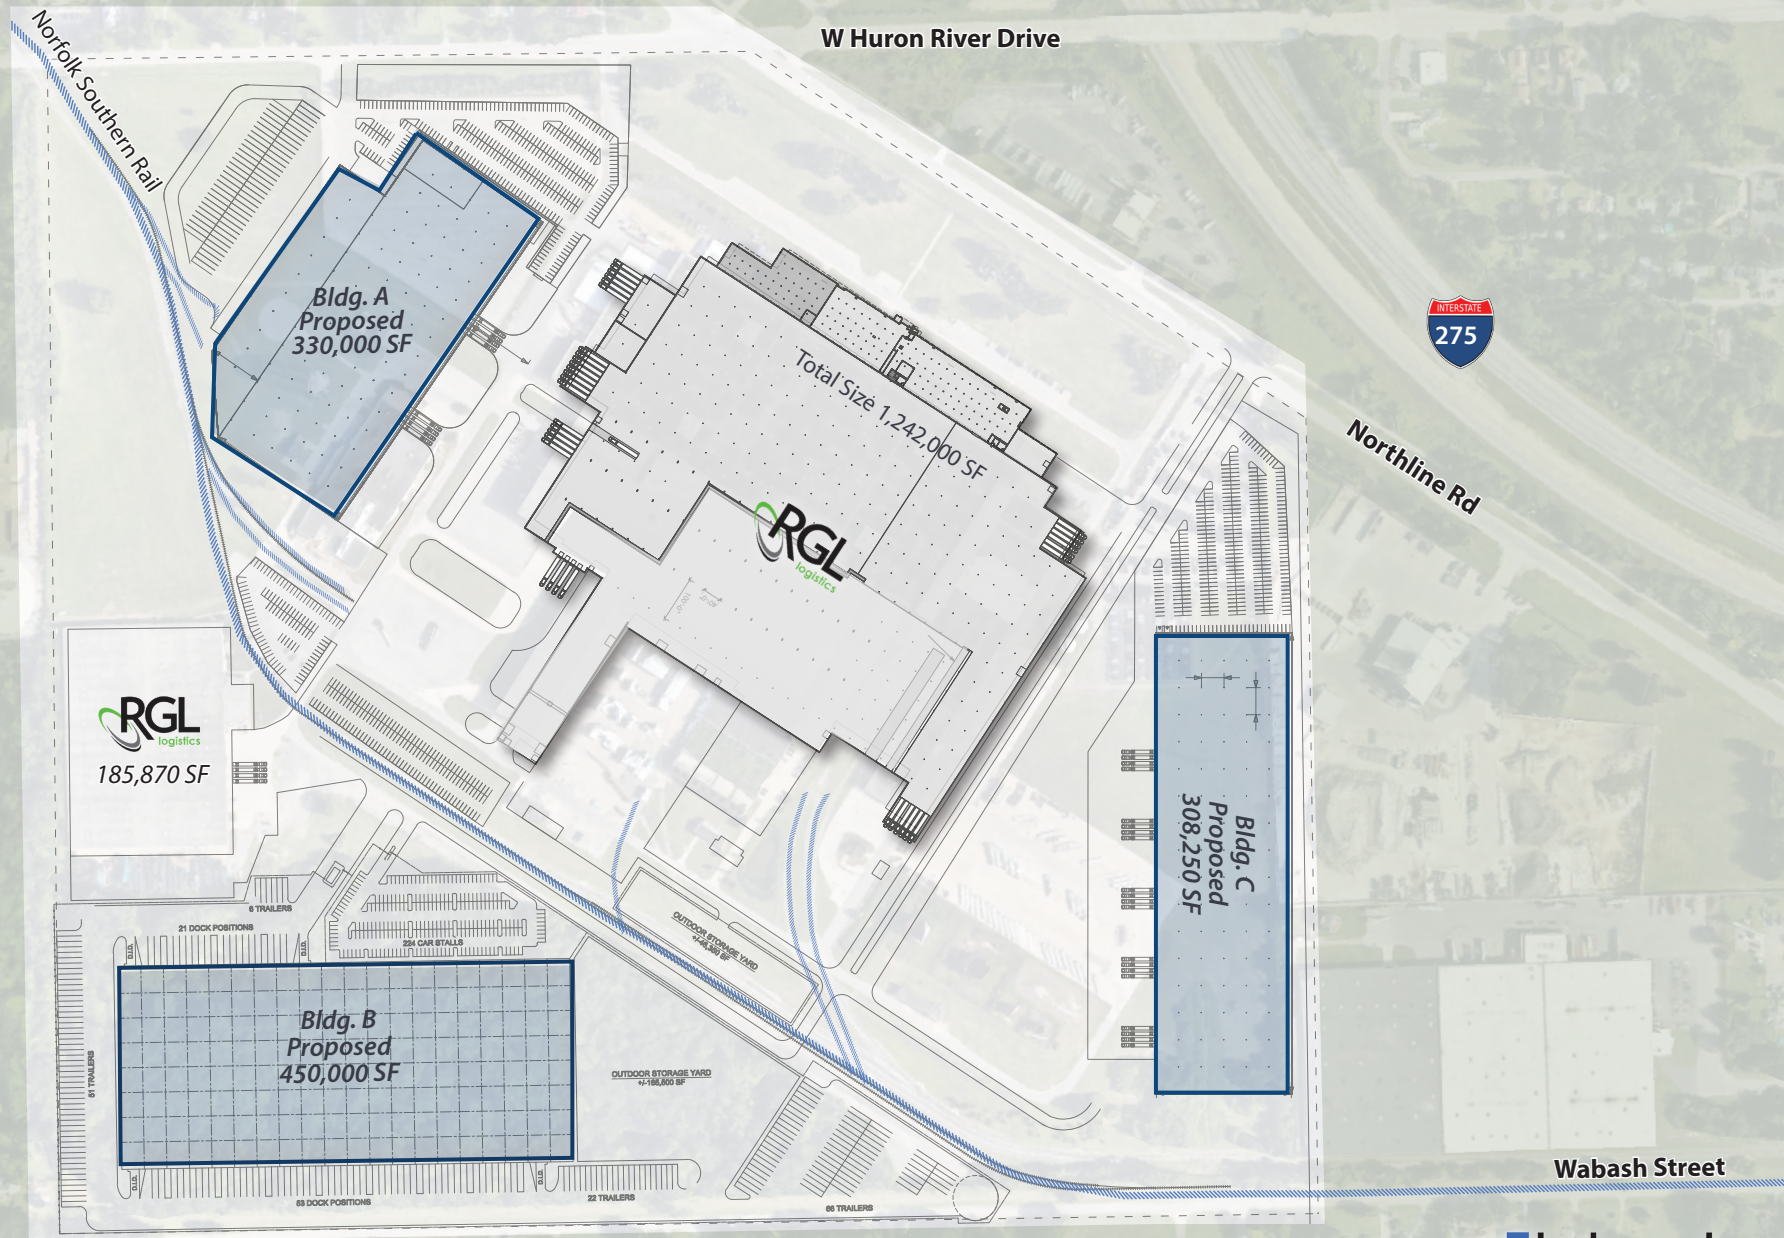 W Huron River Drive
Norfolk Southern Rail
INTERSTATE
275
Bldg. A
Proposed
330,000 SF
Total Size 1,242,000 SF
Northline Rd
RGL
logistics
RGL
logistics
185,870 SF
Bldg. C
Proposed
308,250 SF
6 TRAILERS
21 DOCK POSITIONS
224 CAR STALLS
D.I.D.
D.I.D.
OUTDOOR STORAGE YARD
Bldg. B
Proposed
450,000 SF
51 TRAILERS
OUTDOOR STORAGE YARD
Wabash Street
D.I.D.
D.I.D.
53 DOCK POSITIONS
22 TRAILERS
66 TRAILERS